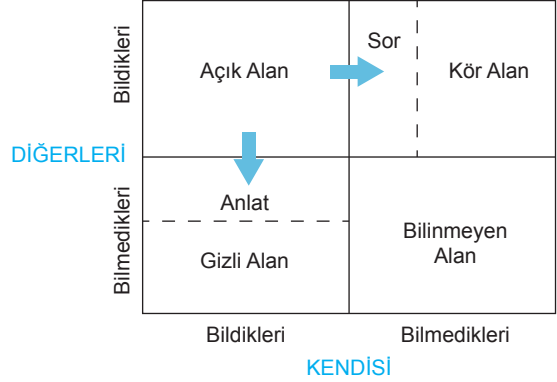 Bildikleri
Açık Alan
Sor
Kör Alan
DİĞERLERİ
Bilmedikleri
Anlat
Gizli Alan
Bilinmeyen
Alan
Bildikleri
Bilmedikleri
KENDİSİ